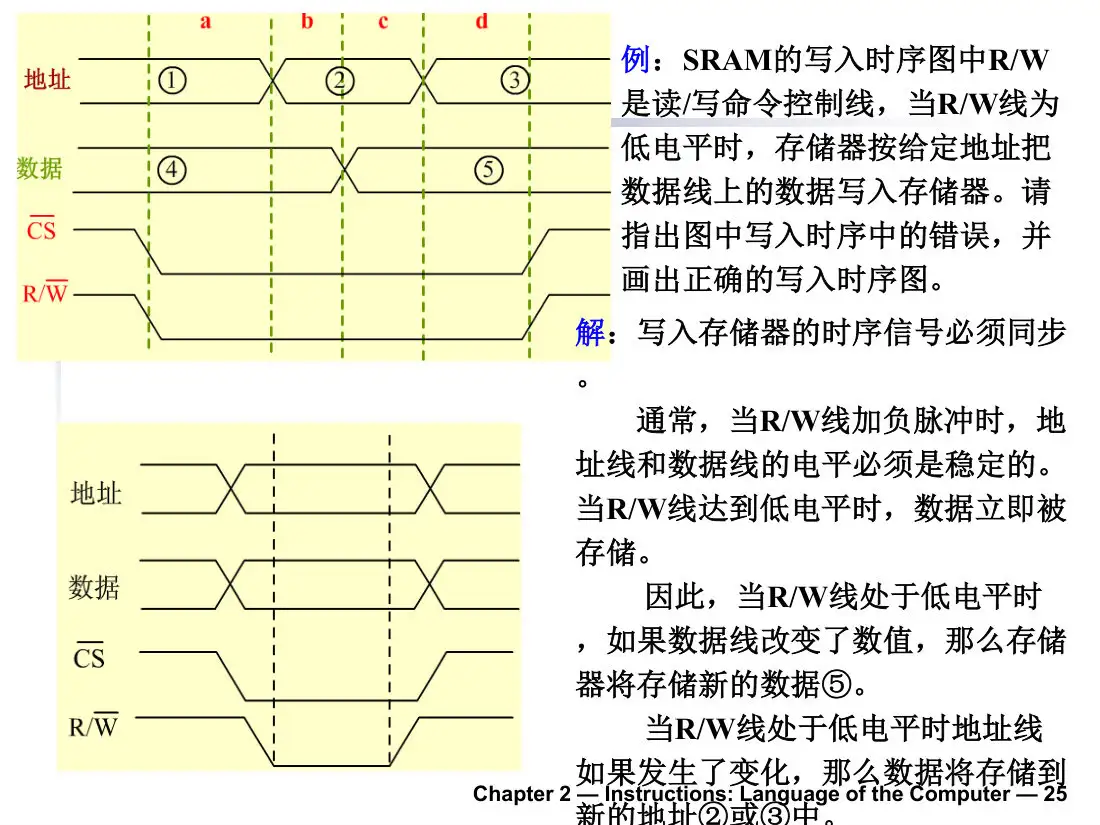 a b c d
地址 ① ② ③
数据 ④ ⑤
CS
R/W
例：SRAM的写入时序图中R/W
是读/写命令控制线，当R/W线为
低电平时，存储器按给定地址把
数据线上的数据写入存储器。请
指出图中写入时序中的错误，并
画出正确的写入时序图。
解：写入存储器的时序信号必须同步
。
通常，当R/W线加负脉冲时，地
址线和数据线的电平必须是稳定的。
当R/W线达到低电平时，数据立即被
存储。
因此，当R/W线处于低电平时
，如果数据线改变了数值，那么存储
器将存储新的数据⑤。
当R/W线处于低电平时地址线
如果发生了变化，那么数据将存储到
新的地址②或③中。
地址
数据
CS
R/W
Chapter 2 — Instructions: Language of the Computer — 25